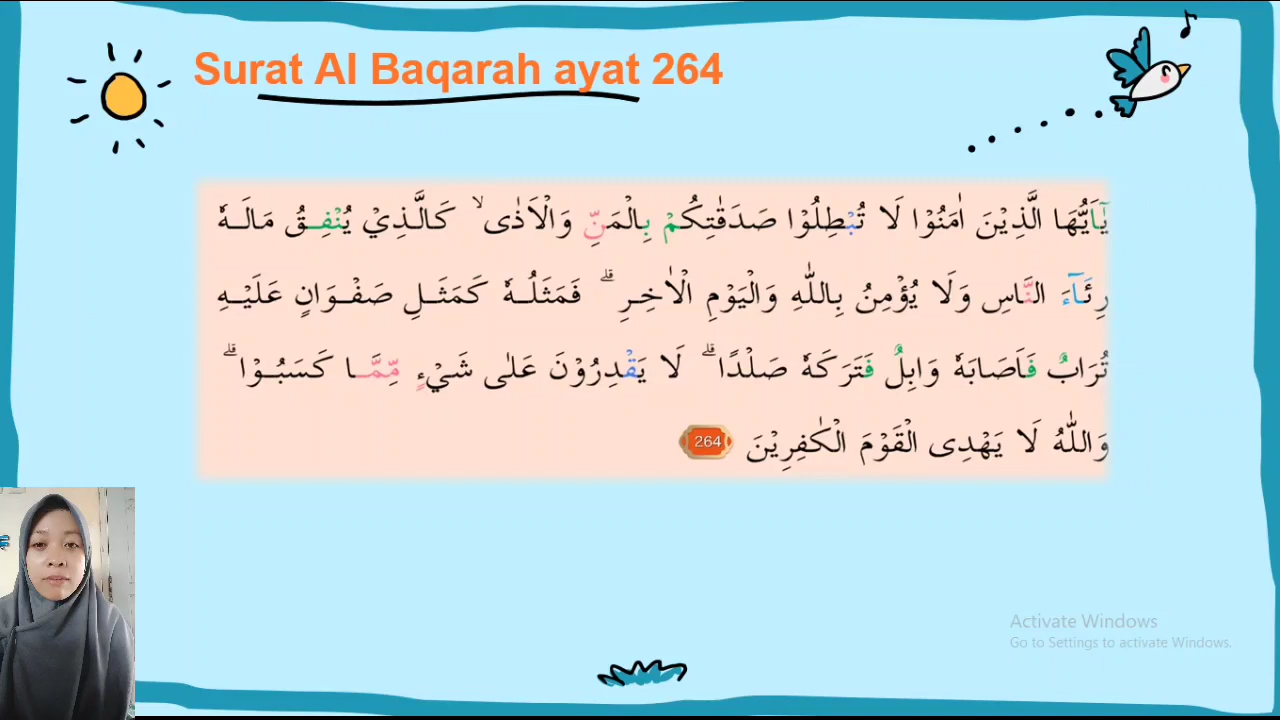 Surat Al Baqarah ayat 264
يٰٓاَيُّهَا الَّذِيْنَ اٰمَنُوْا لَا تُبْطِلُوْا صَدَقٰتِكُمْ بِالْمَنِّ وَالْاَذٰىۙ كَالَّذِيْ يُنْفِقُ مَالَهٗ
رِئَاۤءَ النَّاسِ وَلَا يُؤْمِنُ بِاللّٰهِ وَالْيَوْمِ الْاٰخِرِۗ فَمَثَلُهٗ كَمَثَلِ صَفْوَانٍ عَلَيْهِ
تُرَابٌ فَاَصَابَهٗ وَابِلٌ فَتَرَكَهٗ صَلْدًاۗ لَا يَقْدِرُوْنَ عَلٰى شَيْءٍ مِّمَّا كَسَبُوْاۗ
وَاللّٰهُ لَا يَهْدِى الْقَوْمَ الْكٰفِرِيْنَ 264
Activate Windows
Go to Settings to activate Windows.